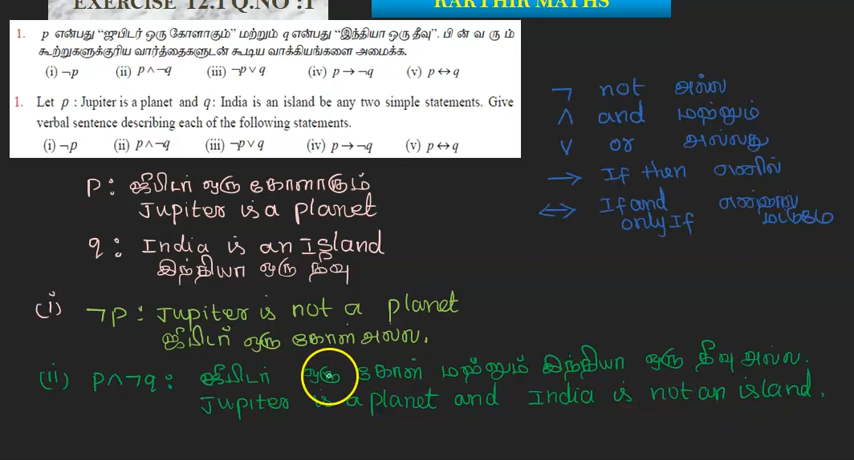 EXERCISE 12.1 Q.NO :1
KARTHIK MATHS
1. p என்பது “ஜுபிடர் ஒரு கோளாகும்” மற்றும் q என்பது “இந்தியா ஒரு தீவு”. பின்வரும்
கூற்றுகளுக்குரிய வார்த்தைகளுடன் கூடிய வாக்கியங்களை அமைக்க.
(i) ¬p (ii) p ∧ ¬q (iii) ¬p ∨ q (iv) p → ¬q (v) p ↔ q
1. Let p : Jupiter is a planet and q : India is an island be any two simple statements. Give
verbal sentence describing each of the following statements.
(i) ¬p (ii) p ∧ ¬q (iii) ¬p ∨ q (iv) p → ¬q (v) p ↔ q
¬ not அல்ல
∧ and மற்றும்
∨ or அல்லது
→ If then எனில்
↔ If and
only If மட்டுமே
P : ஜீபிடர் ஒரு கோளாகும்
Jupiter is a planet
q : India is an Island
இந்தியா ஒரு தீவு
(i) ¬P : Jupiter is not a planet
ஜீபிடர் ஒரு கோள் அல்ல.
(ii) P ∧ ¬q : ஜீபிடர் ஒரு கோள் மற்றும் இந்தியா ஒரு தீவு அல்ல.
Jupiter is a planet and India is not an island.